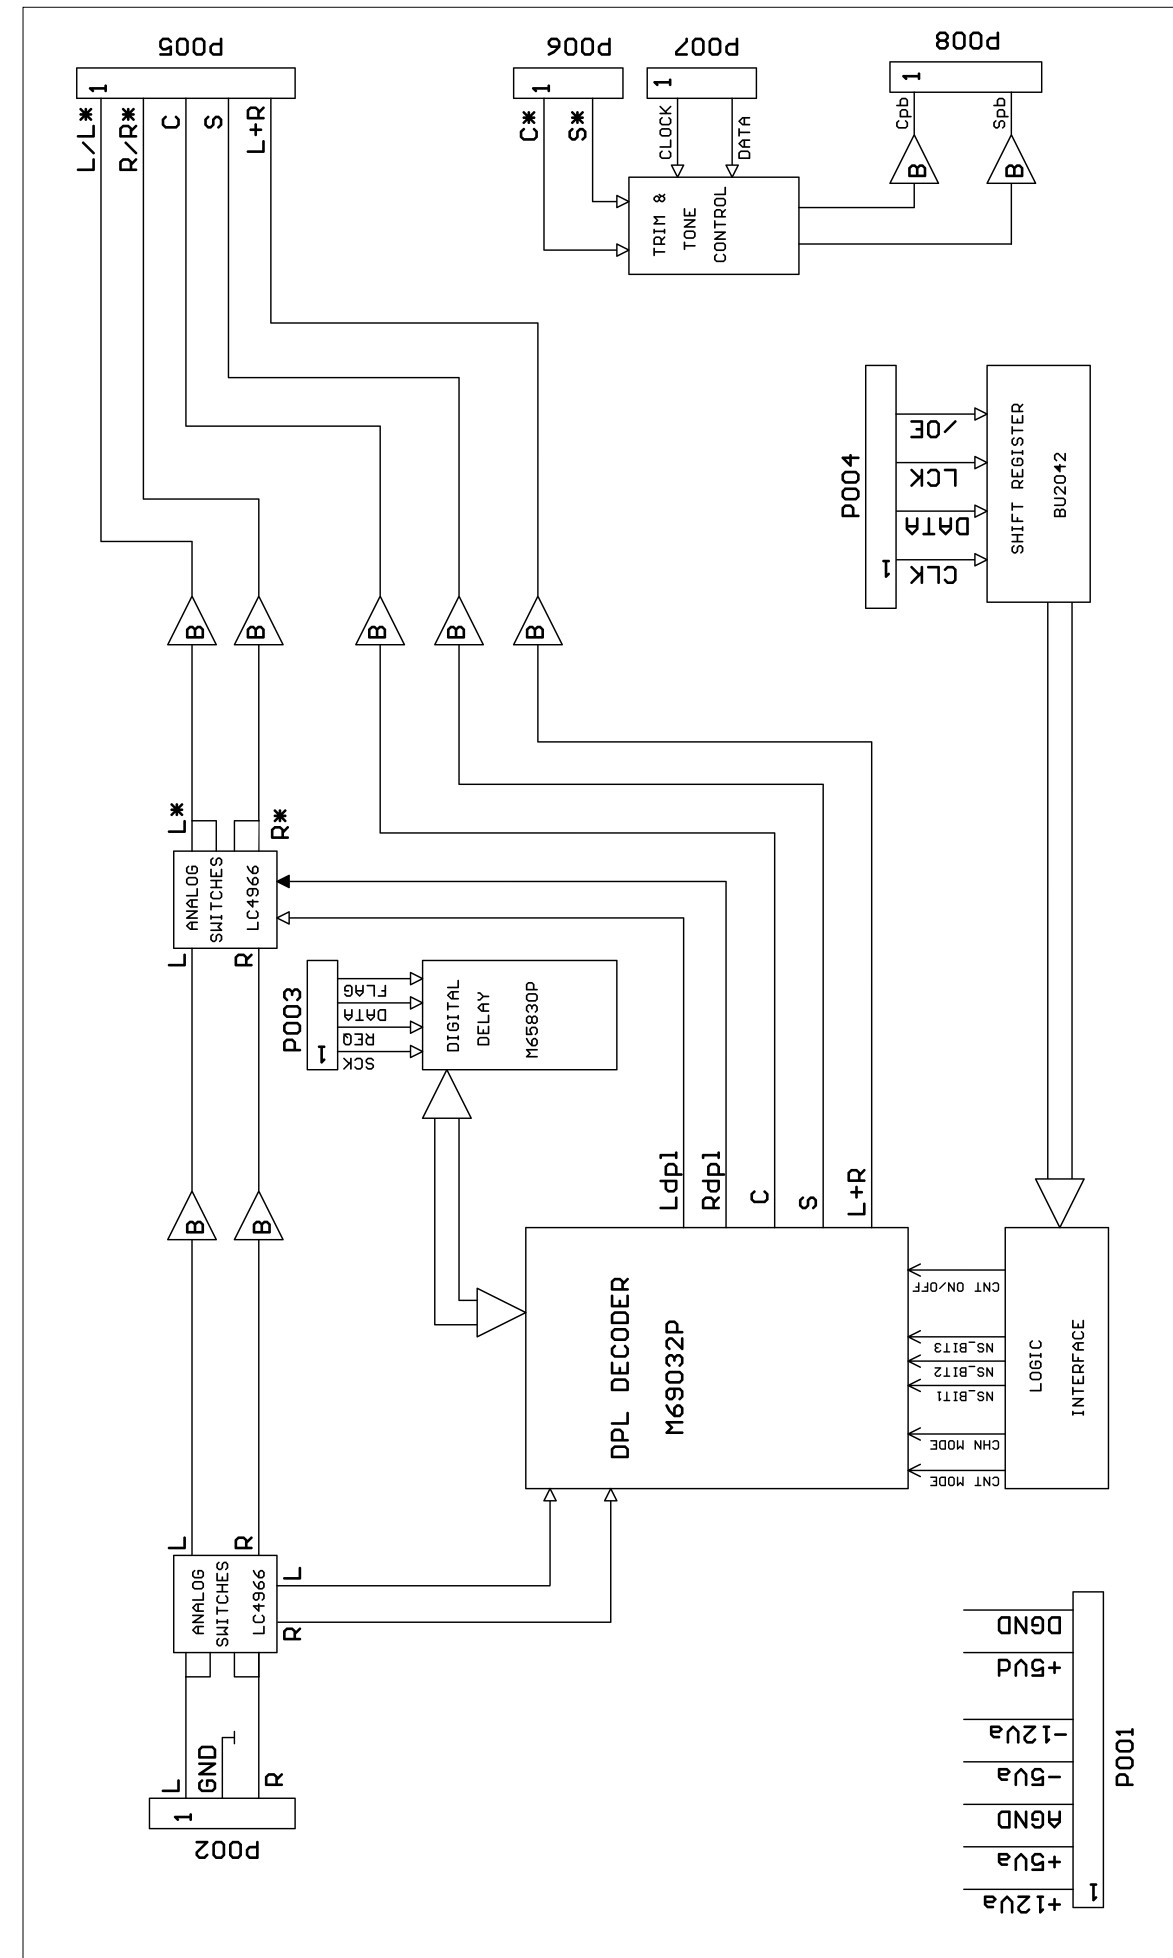 P005
1
L/L*
R/R*
C
S
L+R
P006
1
C*
S*
P007
1
CLOCK
DATA
TRIM &
TONE
CONTROL
P008
1
Cpb
Spb
B
B
P004
1
/OE
LCK
DATA
CLK
SHIFT REGISTER
BU2042
B
B
B
B
B
L*
R*
ANALOG
SWITCHES
LC4966
L
R
P003
1
FLAG
DATA
REQ
SCK
DIGITAL
DELAY
M65830P
B
B
Ldpl
Rdpl
C
S
L+R
DPL DECODER
M69032P
CNT ON/OFF
NS_BIT3
NS_BIT2
NS_BIT1
CHN MODE
CNT MODE
LOGIC
INTERFACE
L
R
ANALOG
SWITCHES
LC4966
L
R
L
GND
R
1
P002
DGND
+5Vd
-12Va
-5Va
AGND
+5Va
+12Va
1
P001